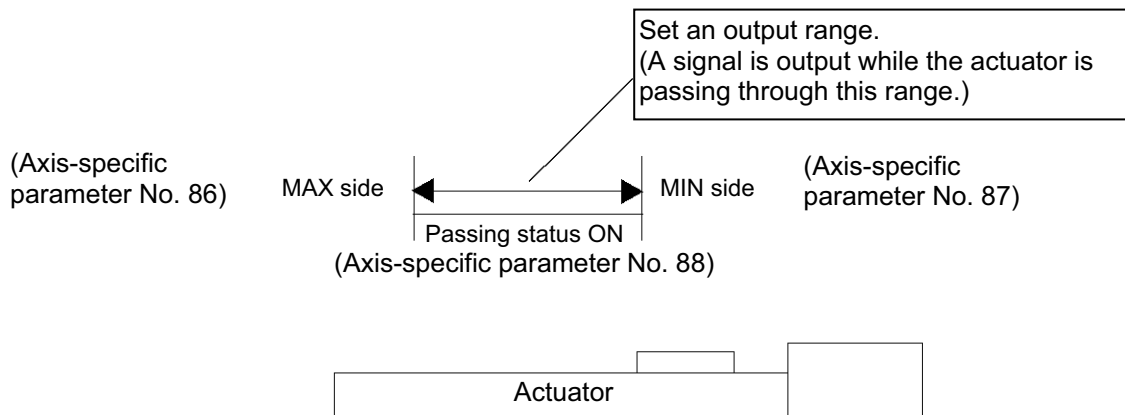 Set an output range.
(A signal is output while the actuator is
passing through this range.)
(Axis-specific
parameter No. 86)
MAX side
MIN side
(Axis-specific
parameter No. 87)
Passing status ON
(Axis-specific parameter No. 88)
Actuator